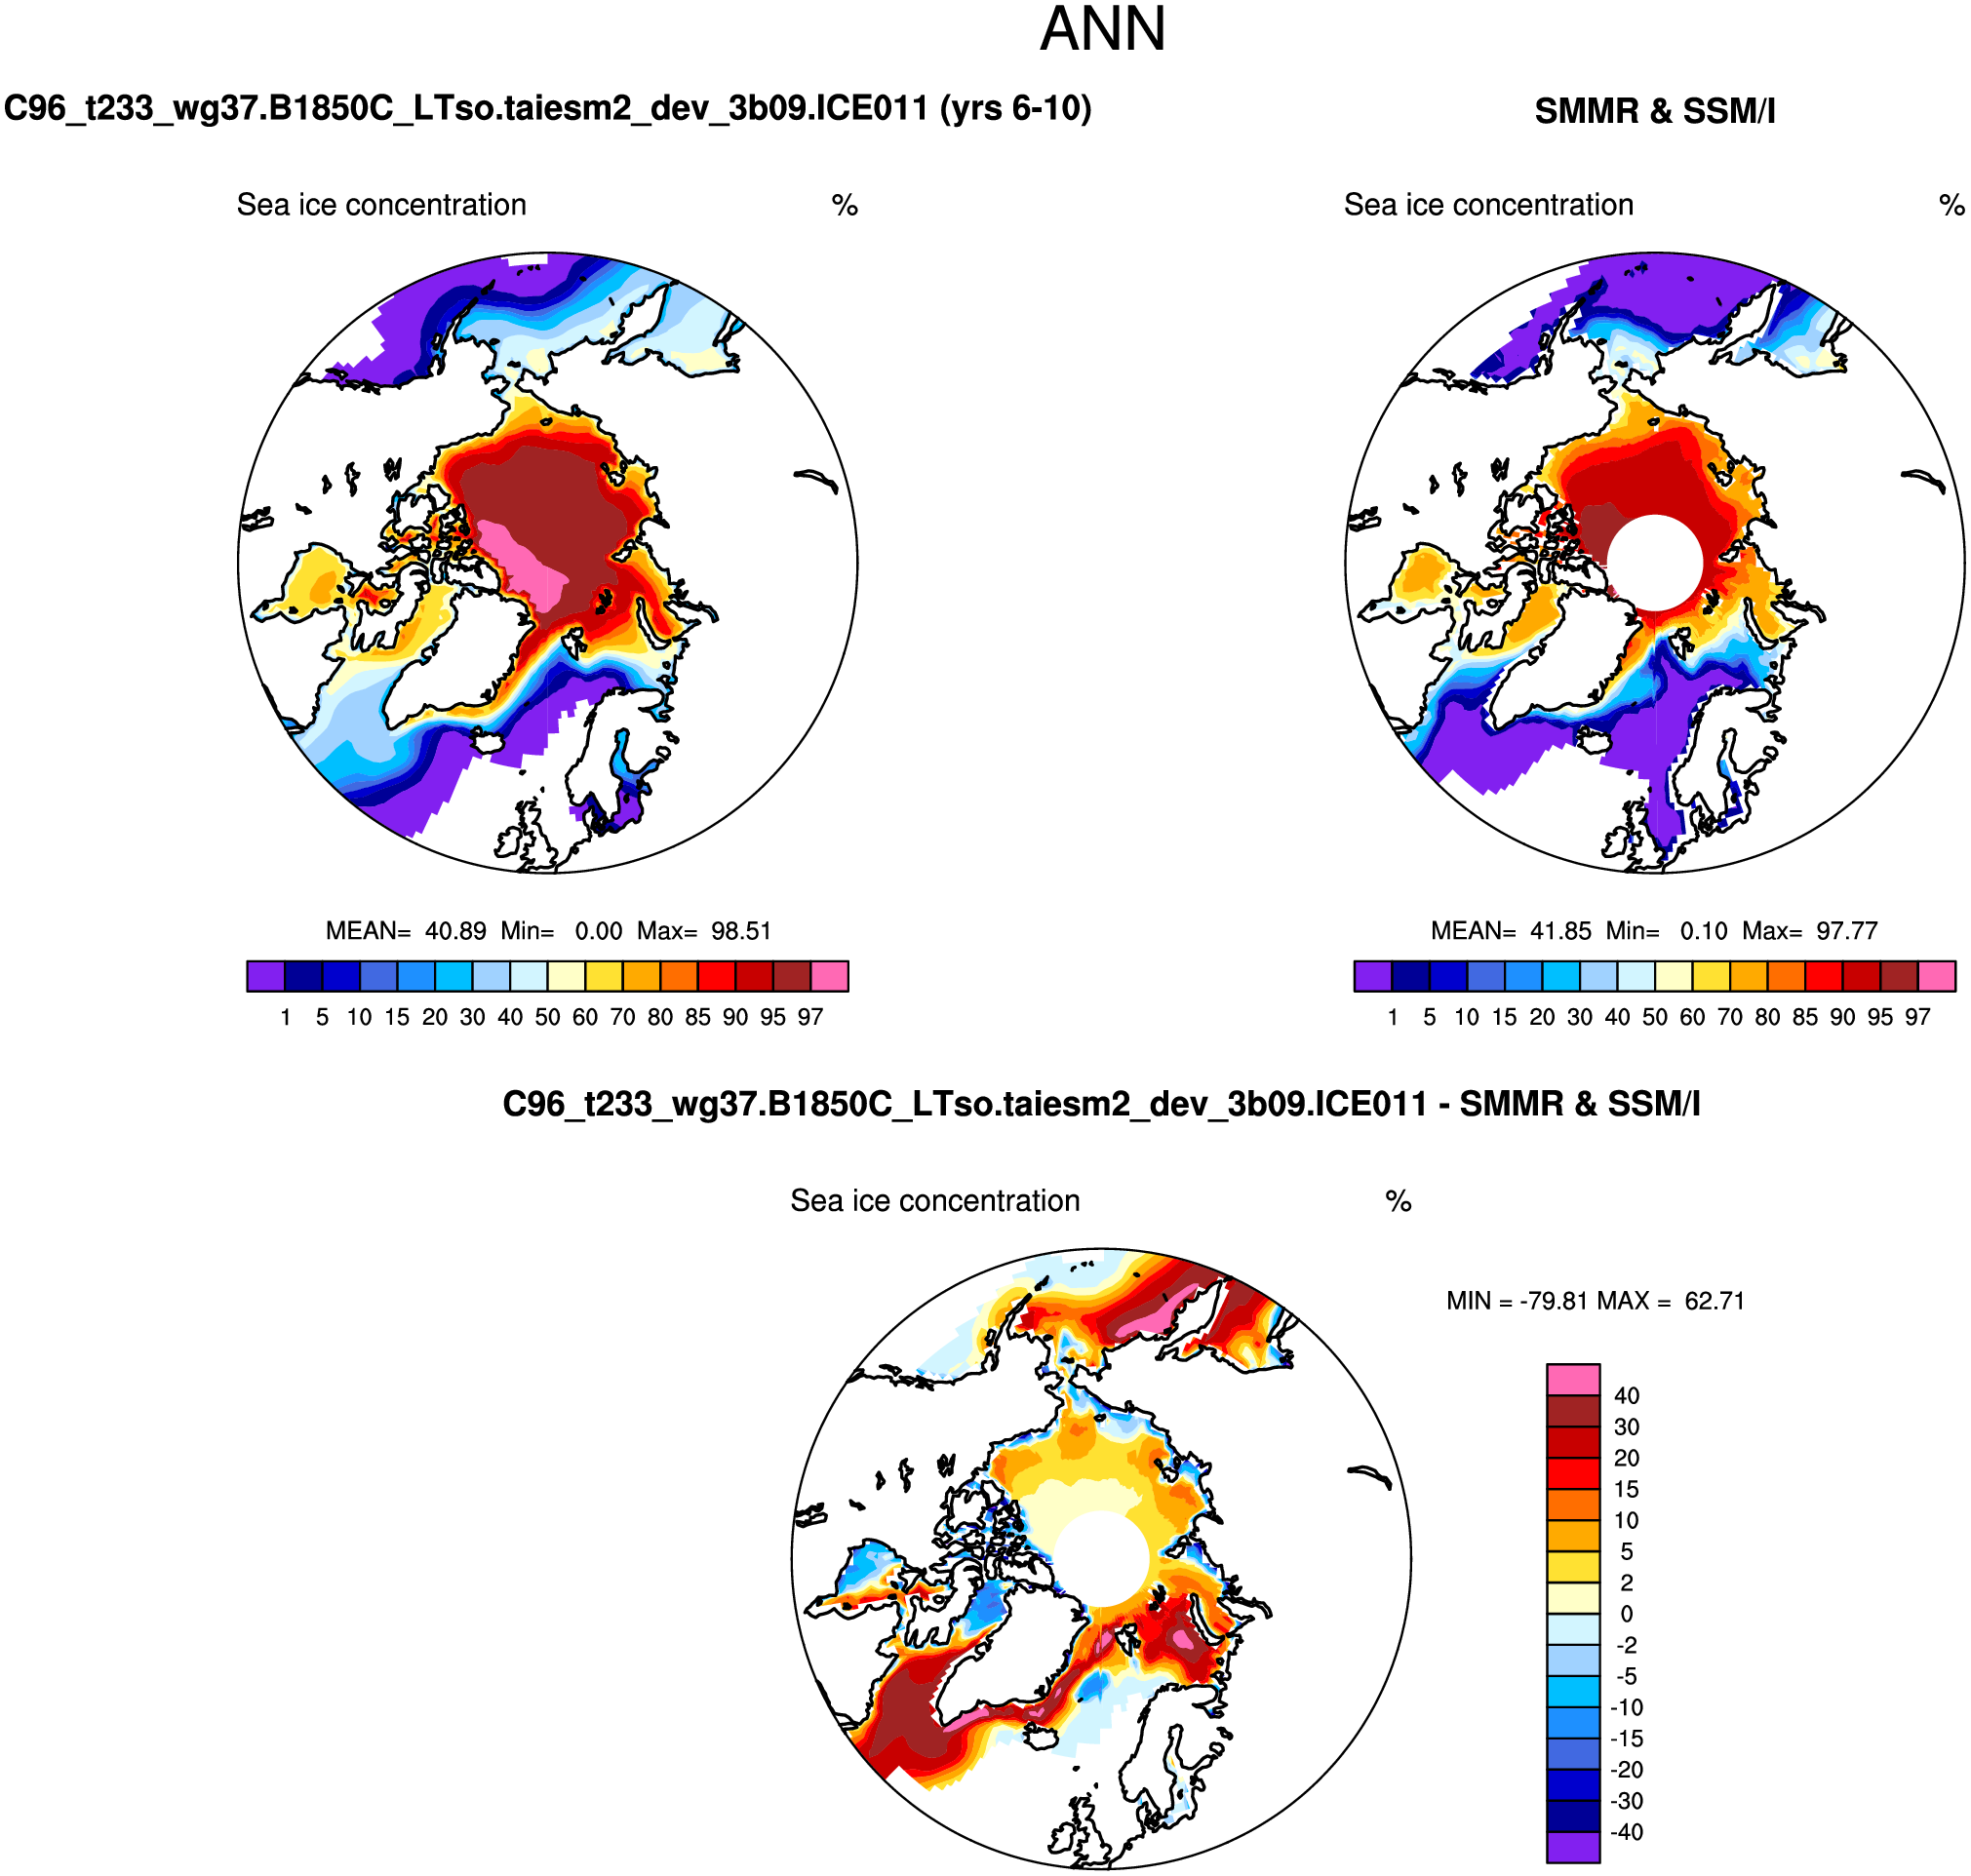 ANN
C96_t233_wg37.B1850C_LTso.taiesm2_dev_3b09.ICE011 (yrs 6-10)
SMMR & SSM/I
Sea ice concentration %
Sea ice concentration %
MEAN= 40.89 Min= 0.00 Max= 98.51
MEAN= 41.85 Min= 0.10 Max= 97.77
1 5 10 15 20 30 40 50 60 70 80 85 90 95 97
1 5 10 15 20 30 40 50 60 70 80 85 90 95 97
C96_t233_wg37.B1850C_LTso.taiesm2_dev_3b09.ICE011 - SMMR & SSM/I
Sea ice concentration %
MIN = -79.81 MAX = 62.71
40
30
20
15
10
5
2
0
-2
-5
-10
-15
-20
-30
-40